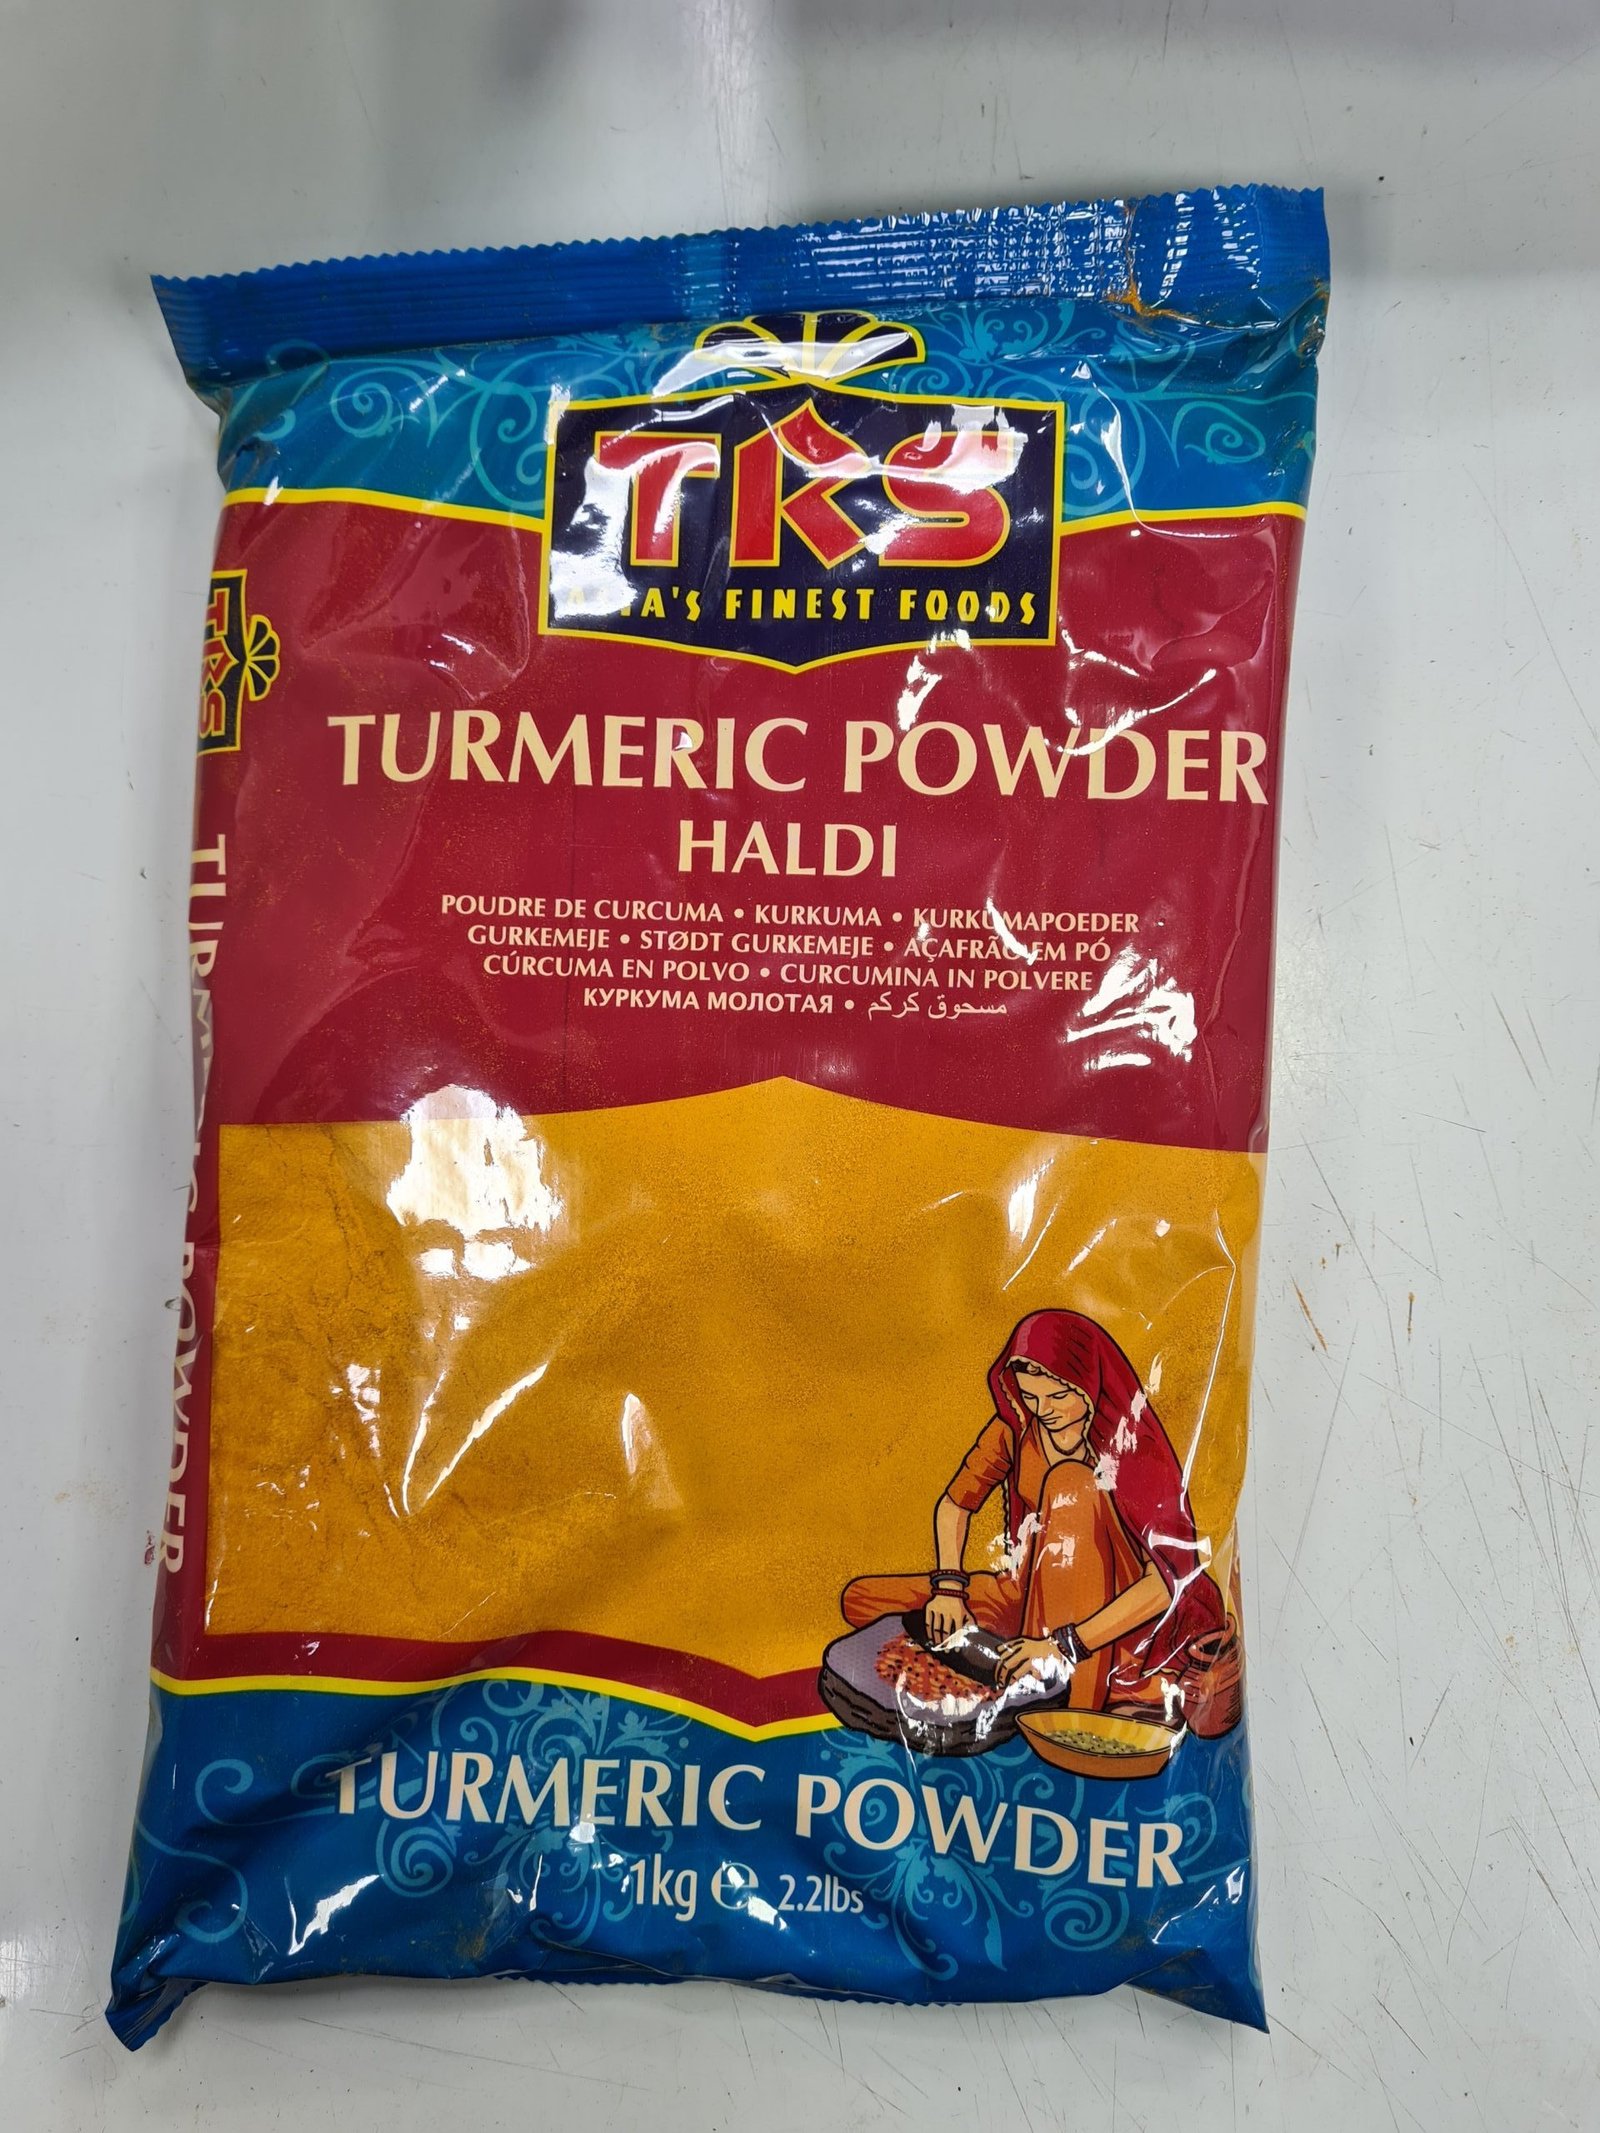 TRS
ASIA'S FINEST FOODS
TURMERIC POWDER
HALDI
POUDRE DE CURCUMA • KURKUMA • KURKUMAPOEDER
GURKEMEJE • STØDT GURKEMEJE • AÇAFRÃO EM PÓ
CÚRCUMA EN POLVO • CURCUMINA IN POLVERE
КУРКУМА МОЛОТАЯ • مسحوق كركم
TURMERIC POWDER
1kg ℮ 2.2lbs
TRS
TURMERIC POWDER